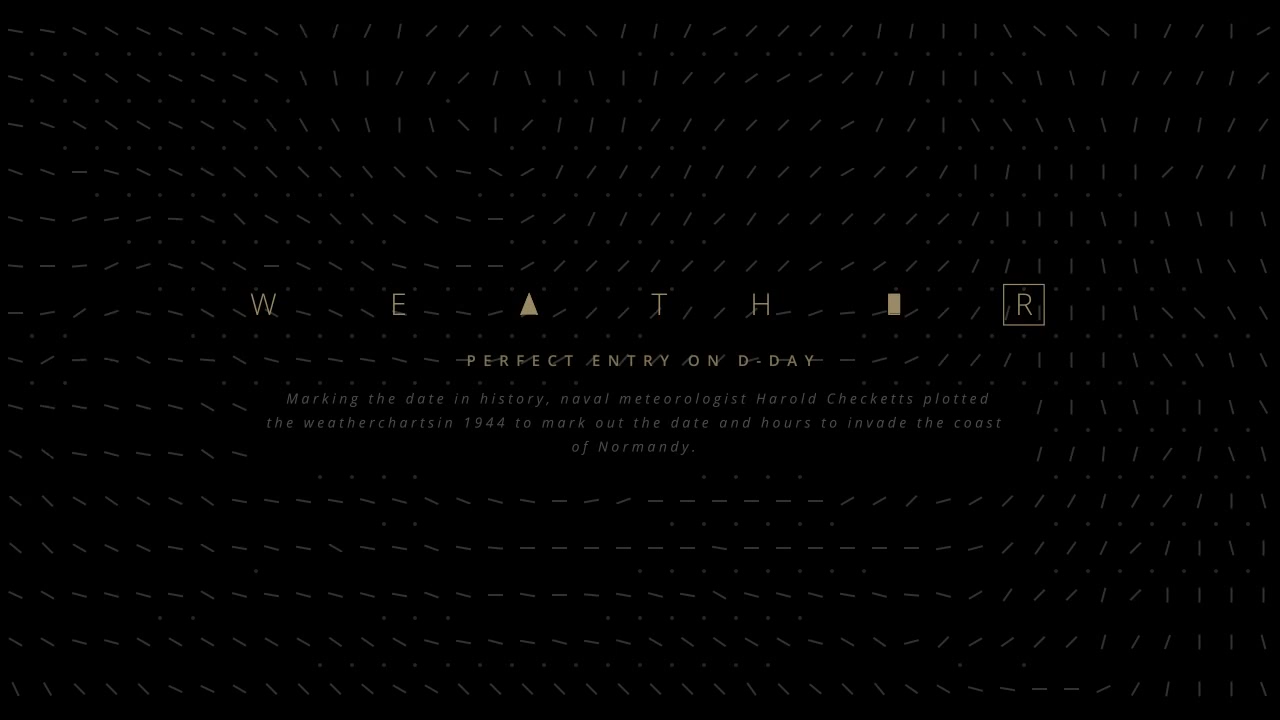 W E ▲ T H ▮ R
PERFECT ENTRY ON D-DAY
Marking the date in history, naval meteorologist Harold Checketts plotted
the weatherchartsin 1944 to mark out the date and hours to invade the coast
of Normandy.